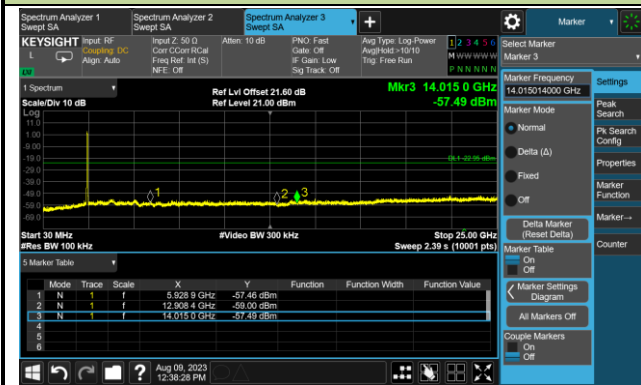 Spectrum Analyzer 1
Swept SA
Spectrum Analyzer 2
Swept SA
Spectrum Analyzer 3
Swept SA
+
Marker
KEYSIGHT
L
Input: RF
Coupling: DC
Align: Auto
Input Z: 50 Ω
Corr CCorr RCal
Freq Ref: Int (S)
NFE: Off
Atten: 10 dB
PNO: Fast
Gate: Off
IF Gain: Low
Sig Track: Off
Avg Type: Log-Power
Avg|Hold:>10/10
Trig: Free Run
1 2 3 4 5 6
M W W W W W
P N N N N N
Select Marker
Marker 3
1 Spectrum
Scale/Div 10 dB
Log
Ref Lvl Offset 21.60 dB
Ref Level 21.00 dBm
Mkr3 14.015 0 GHz
-57.49 dBm
11.0
1.00
-9.00
-19.0
-29.0
-39.0
-49.0
-59.0
-69.0
DL1 -22.95 dBm
1
2
3
Start 30 MHz
#Res BW 100 kHz
#Video BW 300 kHz
Stop 25.00 GHz
Sweep 2.39 s (10001 pts)
5 Marker Table
Mode Trace Scale X Y Function Function Width Function Value
1 N 1 f 5.928 9 GHz -57.46 dBm
2 N 1 f 12.908 4 GHz -59.00 dBm
3 N 1 f 14.015 0 GHz -57.49 dBm
4
5
6
Marker Frequency
14.015014000 GHz
Marker Mode
Normal
Delta (Δ)
Fixed
Off
Delta Marker
(Reset Delta)
Marker Table
On
Off
Marker Settings
Diagram
All Markers Off
Couple Markers
On
Off
Settings
Peak
Search
Pk Search
Config
Properties
Marker
Function
Marker→
Counter
?
Aug 09, 2023
12:38:28 PM